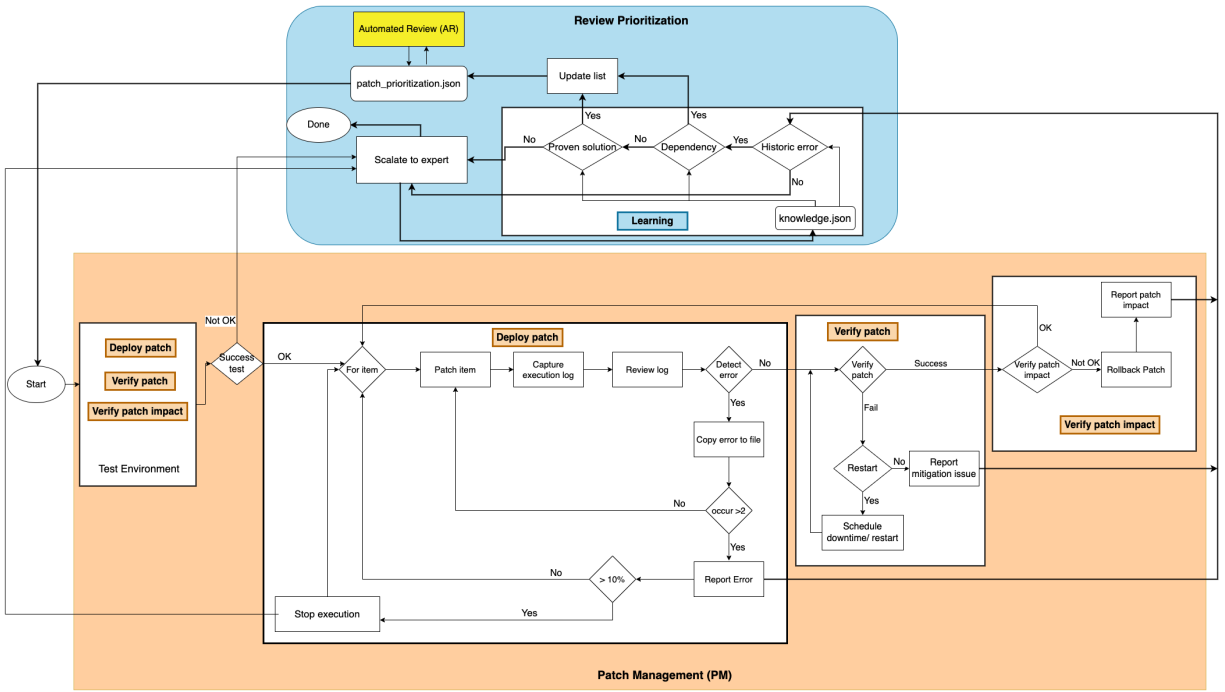 Review Prioritization
Automated Review (AR)
patch_prioritization.json
Update list
Done
Yes
Yes
No
No
Yes
Proven solution
Dependency
Historic error
Scalate to expert
No
Learning
knowledge.json
Not OK
Deploy patch
Verify patch
Verify patch impact
Test Environment
Start
Success
test
OK
Deploy patch
For item
Patch item
Capture
execution log
Review log
Detect
error
No
Yes
Copy error to file
No
occur >2
Yes
Report Error
No
> 10%
Yes
Stop execution
Verify patch
Verify
patch
Success
Fail
Restart
No
Report
mitigation issue
Yes
Schedule
downtime/ restart
Report patch
impact
OK
Verify patch
impact
Not OK
Rollback Patch
Verify patch impact
Patch Management (PM)